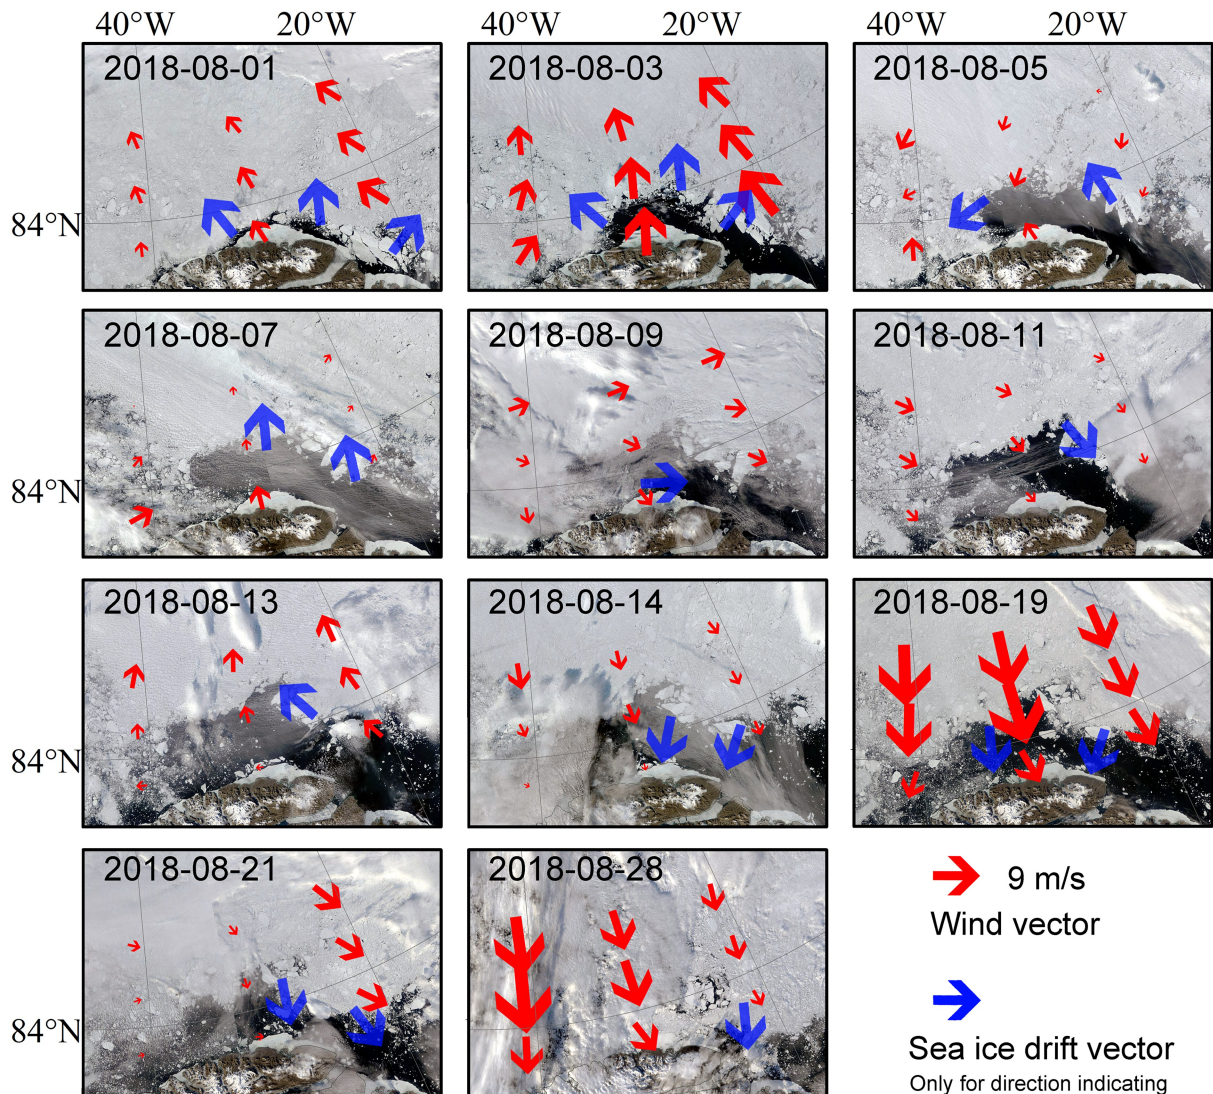 40°W 20°W 40°W 20°W 40°W 20°W
2018-08-01 2018-08-03 2018-08-05
84°N
2018-08-07 2018-08-09 2018-08-11
84°N
2018-08-13 2018-08-14 2018-08-19
84°N
2018-08-21 2018-08-28
9 m/s
Wind vector
84°N
Sea ice drift vector
Only for direction indicating